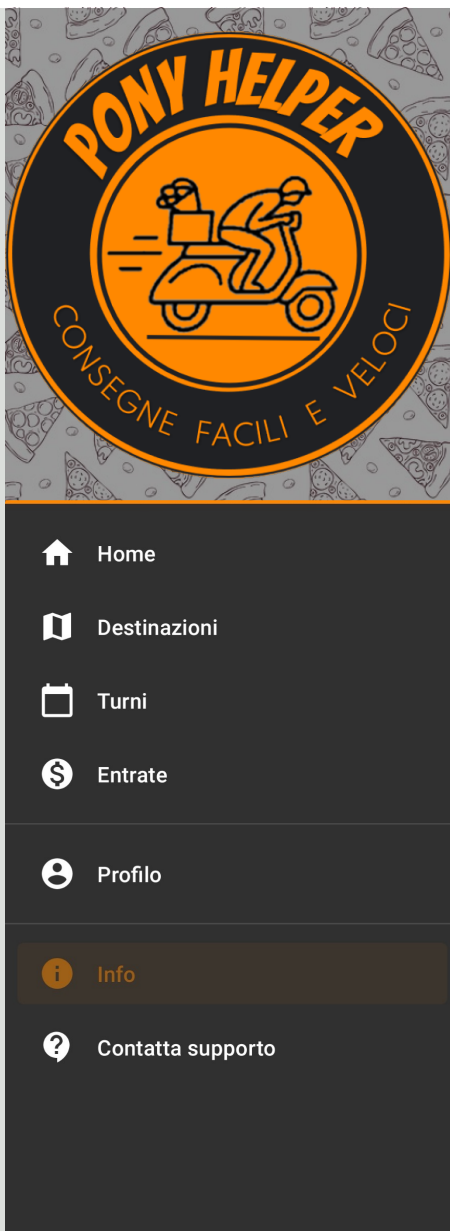 PONY HELPER
CONSEGNE FACILI E VELOCI
Home
Destinazioni
Turni
Entrate
Profilo
Info
Contatta supporto